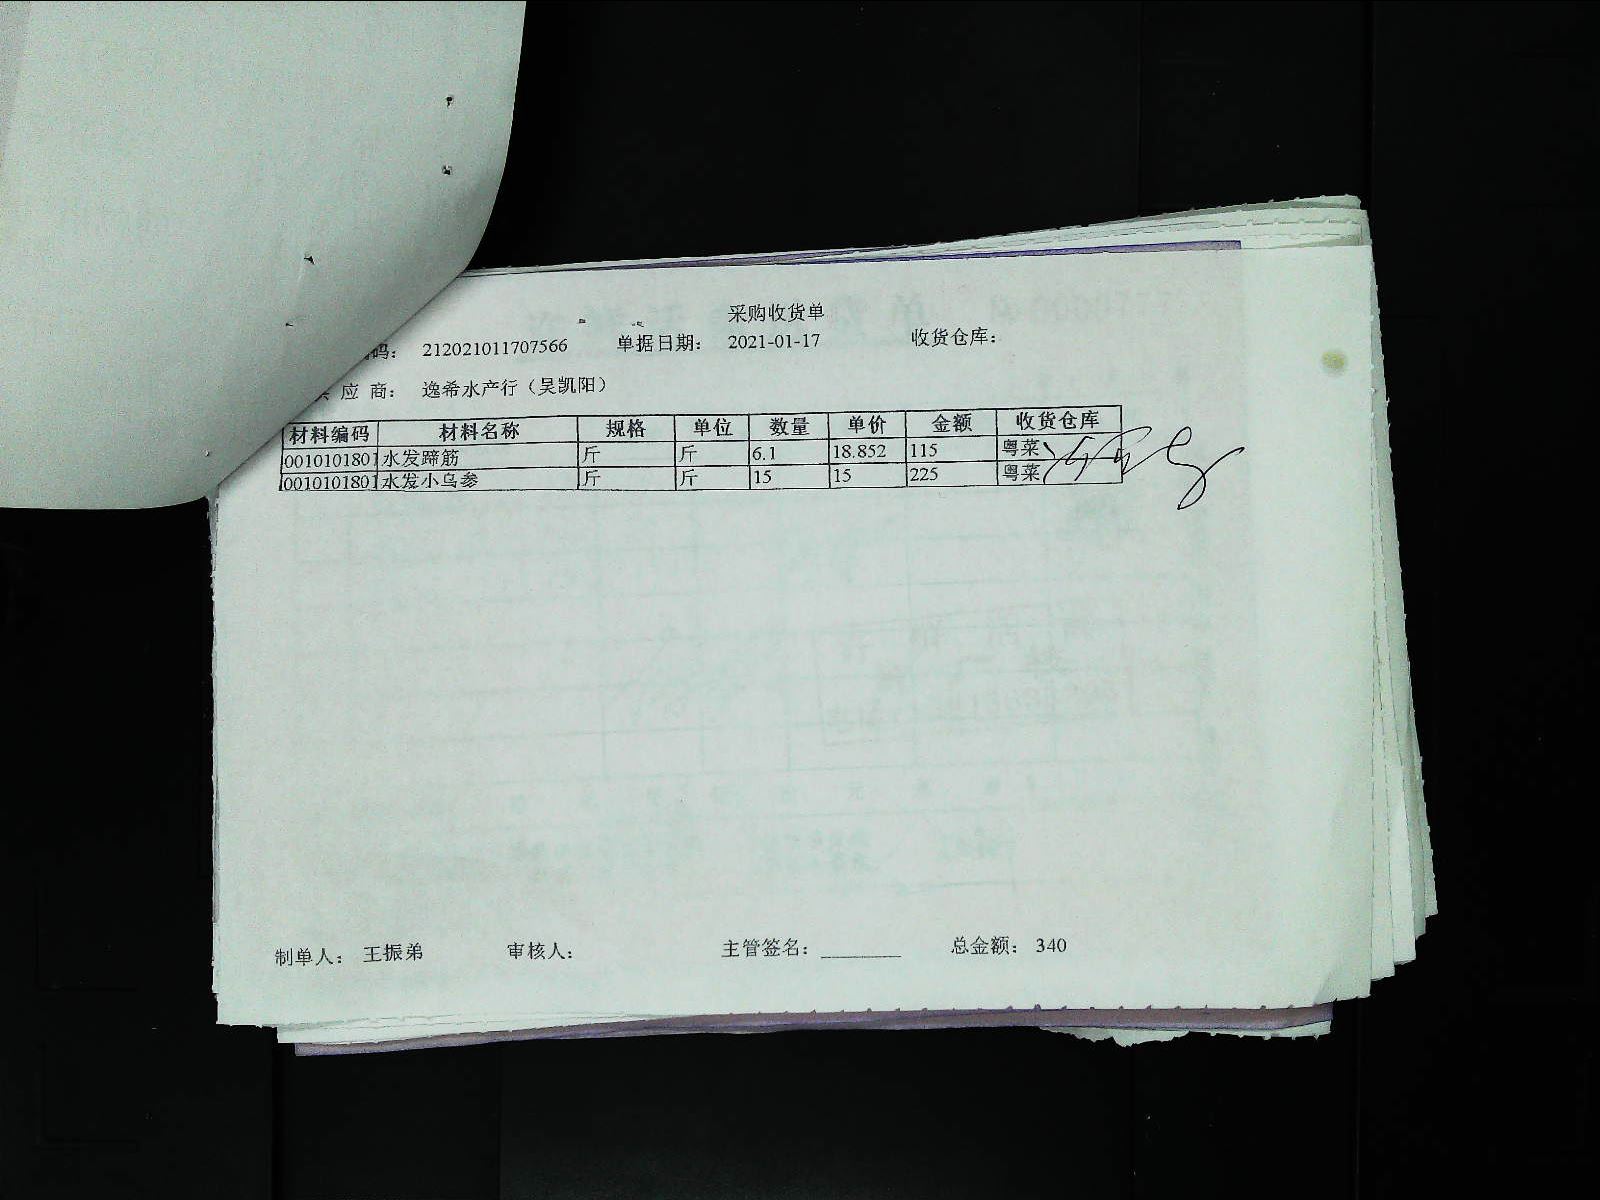 采购收货单
码： 212021011707566 单据日期： 2021-01-17 收货仓库：
应 商： 逸希水产行（吴凯阳）
材料编码 材料名称 规格 单位 数量 单价 金额 收货仓库
0010101801 水发蹄筋 斤 斤 6.1 18.852 115 粤菜
0010101801 水发小乌参 斤 斤 15 15 225 粤菜
制单人： 王振弟 审核人： 主管签名：________ 总金额： 340